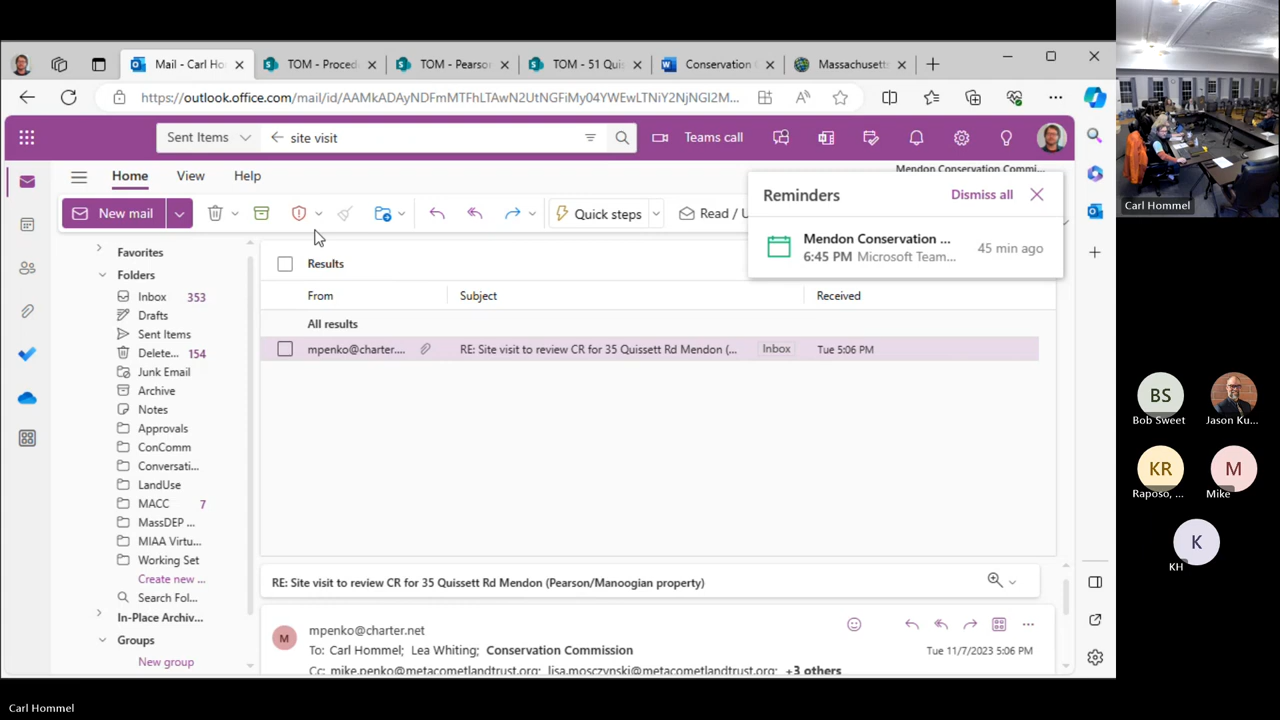 Mail - Carl Ho
TOM - Proced
TOM - Pearson
TOM - 51 Quis
Conservation
Massachusett
https://outlook.office.com/mail/id/AAMkADAyNDFmMTFhLTAwN2UtNGFiMy04YWEwLTNiY2NjNGI2M...
Sent Items
site visit
Teams call
Home
View
Help
Mendon Conservation Commi...
New mail
Quick steps
Read / U
Reminders
Dismiss all
Mendon Conservation ...
6:45 PM Microsoft Team...
45 min ago
Favorites
Folders
Inbox 353
Drafts
Sent Items
Delete... 154
Junk Email
Archive
Notes
Approvals
ConComm
Conversati...
LandUse
MACC 7
MassDEP ...
MIAA Virtu...
Working Set
Create new ...
Search Fol...
In-Place Archiv...
Groups
New group
Results
From
Subject
Received
All results
mpenko@charter....
RE: Site visit to review CR for 35 Quissett Rd Mendon (...
Inbox
Tue 5:06 PM
RE: Site visit to review CR for 35 Quissett Rd Mendon (Pearson/Manoogian property)
M
mpenko@charter.net
To: Carl Hommel; Lea Whiting; Conservation Commission
Tue 11/7/2023 5:06 PM
Cc: mike.penko@metacometlandtrust.org; lisa.mosczynski@metacometlandtrust.org; +3 others
Carl Hommel
BS
Bob Sweet
Jason Ku...
KR
Raposo, ...
M
Mike
K
KH
Carl Hommel